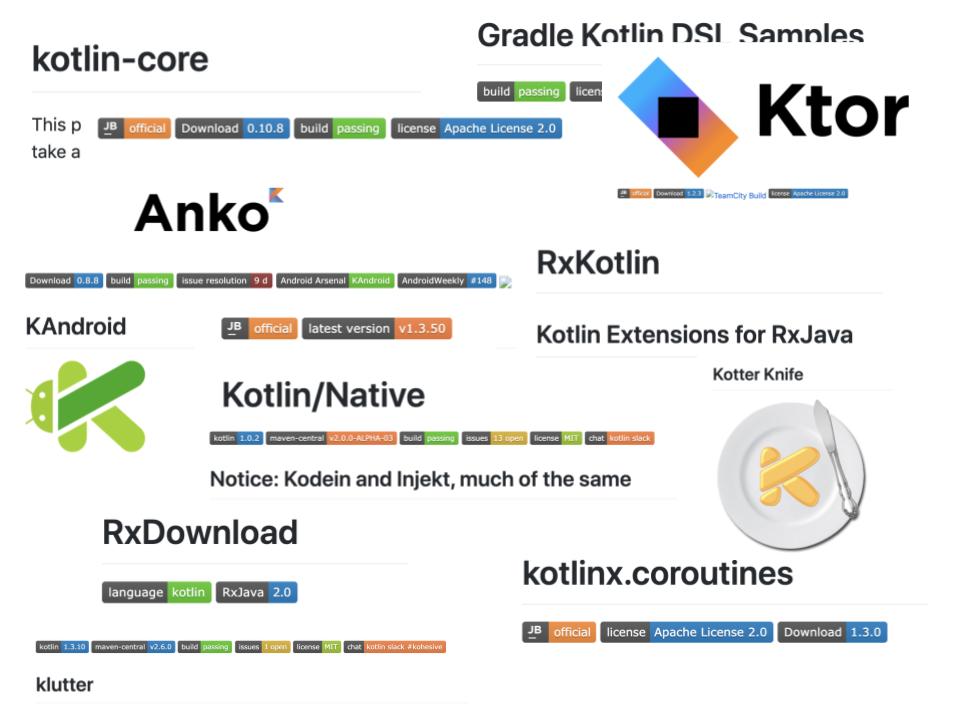 Gradle Kotlin DSL Samples
kotlin-core
build passing
This p
take a
JB official Download 0.10.8 build passing license Apache License 2.0
Ktor
JB official Download 1.2.3 TeamCity Build license Apache License 2.0
Anko
RxKotlin
Download 0.8.8 build passing issue resolution 9 d Android Arsenal KAndroid AndroidWeekly #148
KAndroid
JB official latest version v1.3.50
Kotlin Extensions for RxJava
Kotter Knife
Kotlin/Native
kotlin 1.0.2 maven-central v2.0.0-ALPHA-03 build passing issues 13 open license MIT chat kotlin slack
Notice: Kodein and Injekt, much of the same
RxDownload
language kotlin RxJava 2.0
kotlinx.coroutines
JB official license Apache License 2.0 Download 1.3.0
kotlin 1.3.10 maven-central v2.6.0 build passing issues 1 open license MIT chat kotlin slack #kohesive
klutter